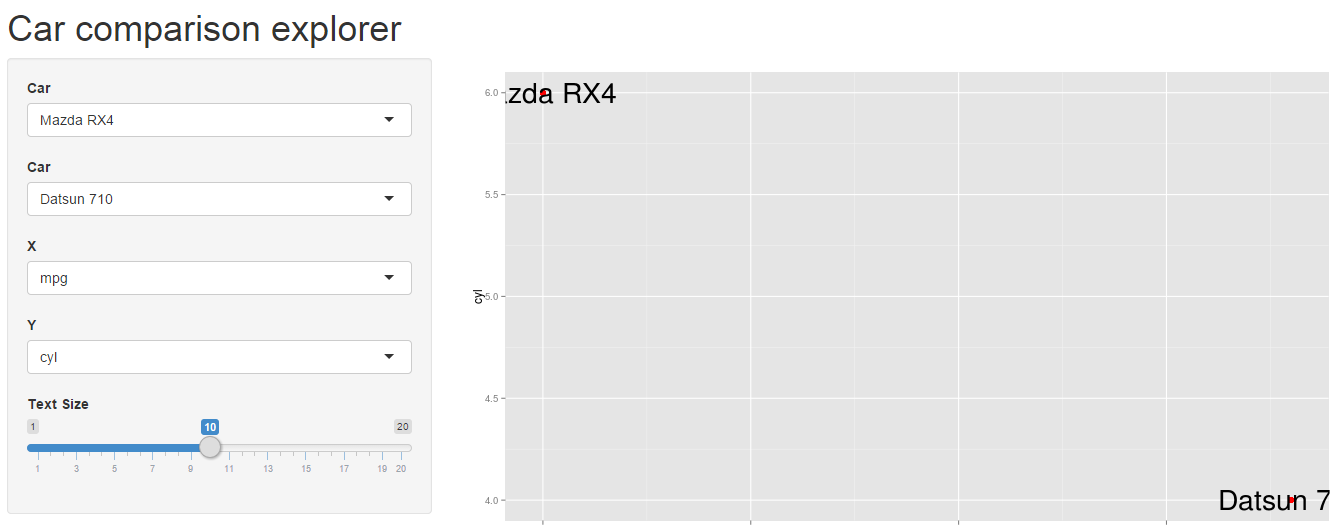 Car comparison explorer
Car
Mazda RX4
Car
Datsun 710
X
mpg
Y
cyl
Text Size
1
10
20
1 3 5 7 9 11 13 15 17 19 20
zda RX4
6.0
5.5
5.0
4.5
4.0
cyl
Datsun 7